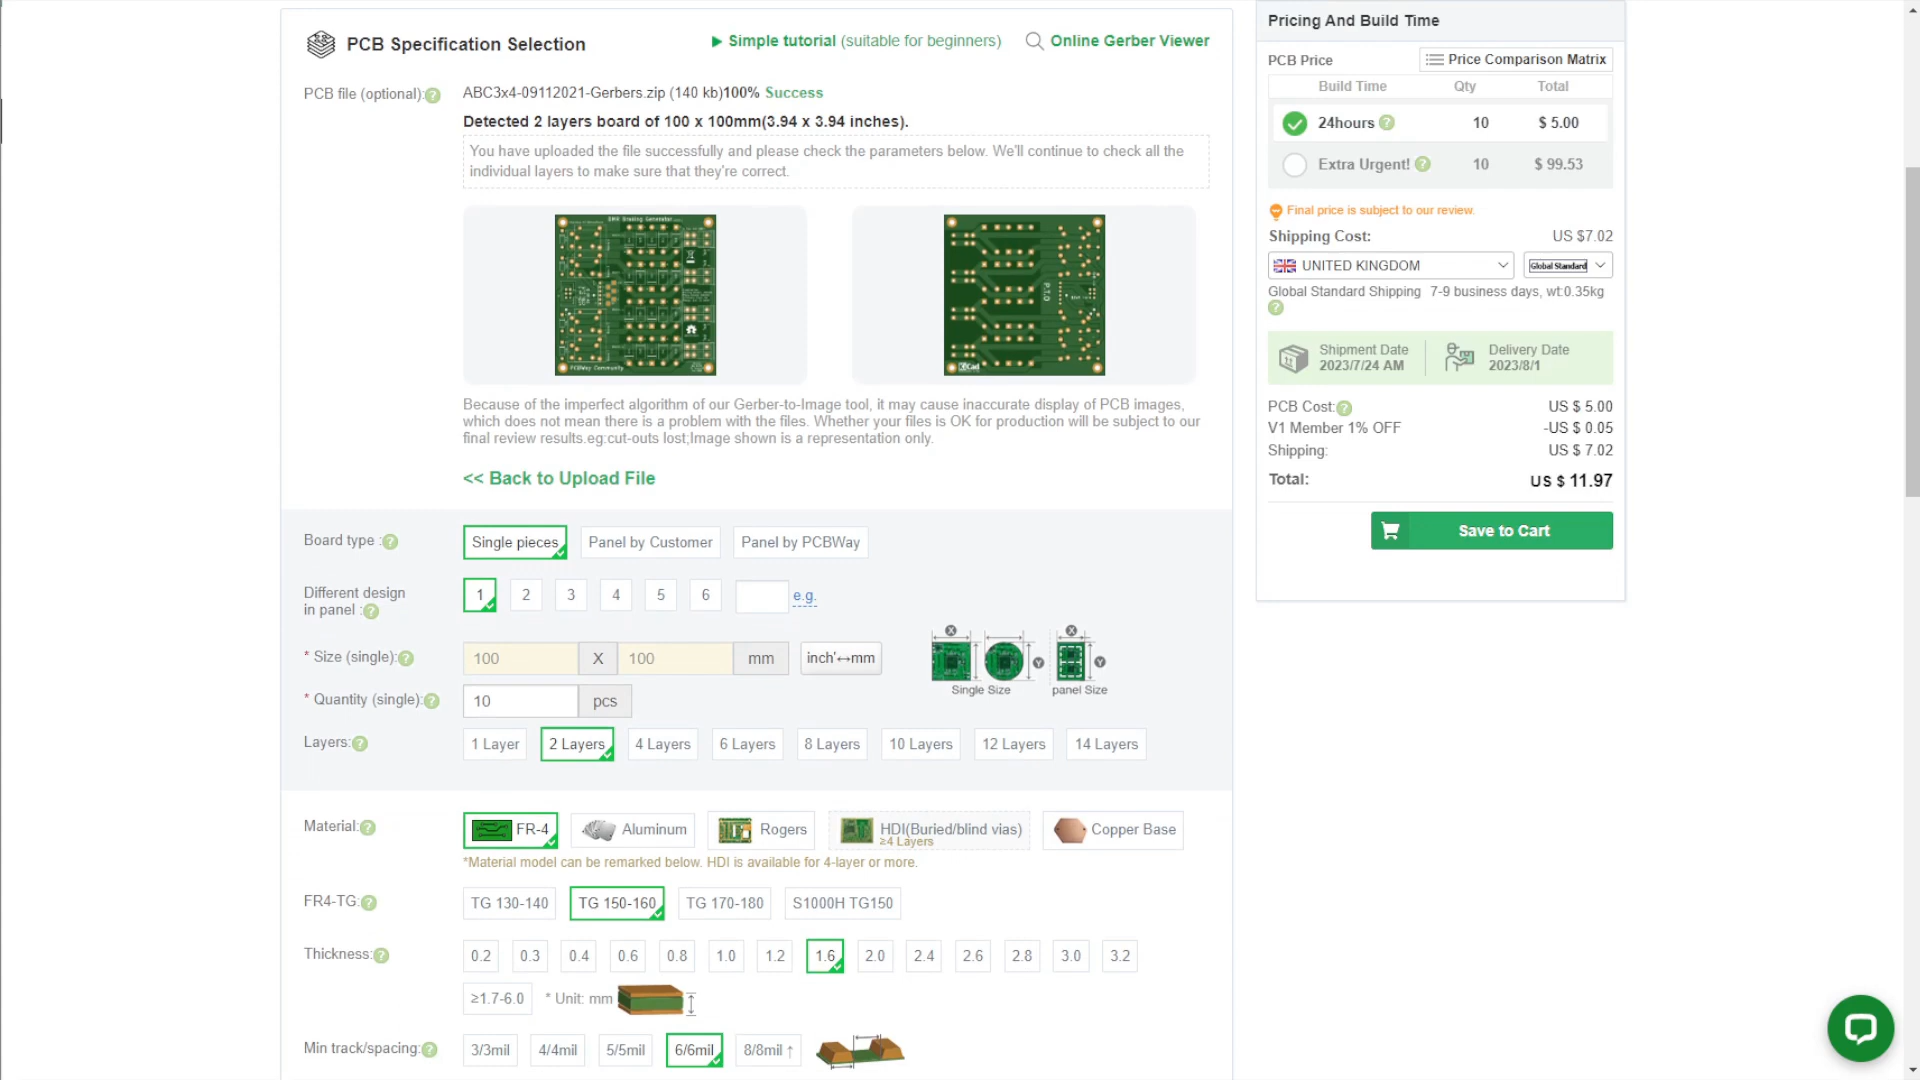 PCB Specification Selection
Simple tutorial (suitable for beginners)
Online Gerber Viewer
PCB file (optional):
ABC3x4-09112021-Gerbers.zip (140 kb)100% Success
Detected 2 layers board of 100 x 100mm(3.94 x 3.94 inches).
You have uploaded the file successfully and please check the parameters below. We'll continue to check all the
individual layers to make sure that they're correct.
PCBWay Community
P.T.O
Because of the imperfect algorithm of our Gerber-to-Image tool, it may cause inaccurate display of PCB images,
which does not mean there is a problem with the files. Whether your files is OK for production will be subject to our
final review results.eg:cut-outs lost;Image shown is a representation only.
<< Back to Upload File
Board type :
Single pieces
Panel by Customer
Panel by PCBWay
Different design
in panel :
1 2 3 4 5 6 e.g.
* Size (single):
100 X 100 mm inch'↔mm
X X Y Y
Single Size
panel Size
* Quantity (single):
10 pcs
Layers:
1 Layer 2 Layers 4 Layers 6 Layers 8 Layers 10 Layers 12 Layers 14 Layers
Material:
FR-4 Aluminum Rogers HDI(Buried/blind vias) Copper Base
≥4 Layers
*Material model can be remarked below. HDI is available for 4-layer or more.
FR4-TG:
TG 130-140 TG 150-160 TG 170-180 S1000H TG150
Thickness:
0.2 0.3 0.4 0.6 0.8 1.0 1.2 1.6 2.0 2.4 2.6 2.8 3.0 3.2
≥1.7-6.0 * Unit: mm
Min track/spacing:
3/3mil 4/4mil 5/5mil 6/6mil 8/8mil ↑
Pricing And Build Time
PCB Price
Price Comparison Matrix
Build Time Qty Total
24hours 10 $ 5.00
Extra Urgent! 10 $ 99.53
Final price is subject to our review.
Shipping Cost: US $7.02
UNITED KINGDOM
Global Standard
Global Standard Shipping 7-9 business days, wt:0.35kg
Shipment Date
2023/7/24 AM
Delivery Date
2023/8/1
PCB Cost: US $ 5.00
V1 Member 1% OFF -US $ 0.05
Shipping: US $ 7.02
Total: US $ 11.97
Save to Cart